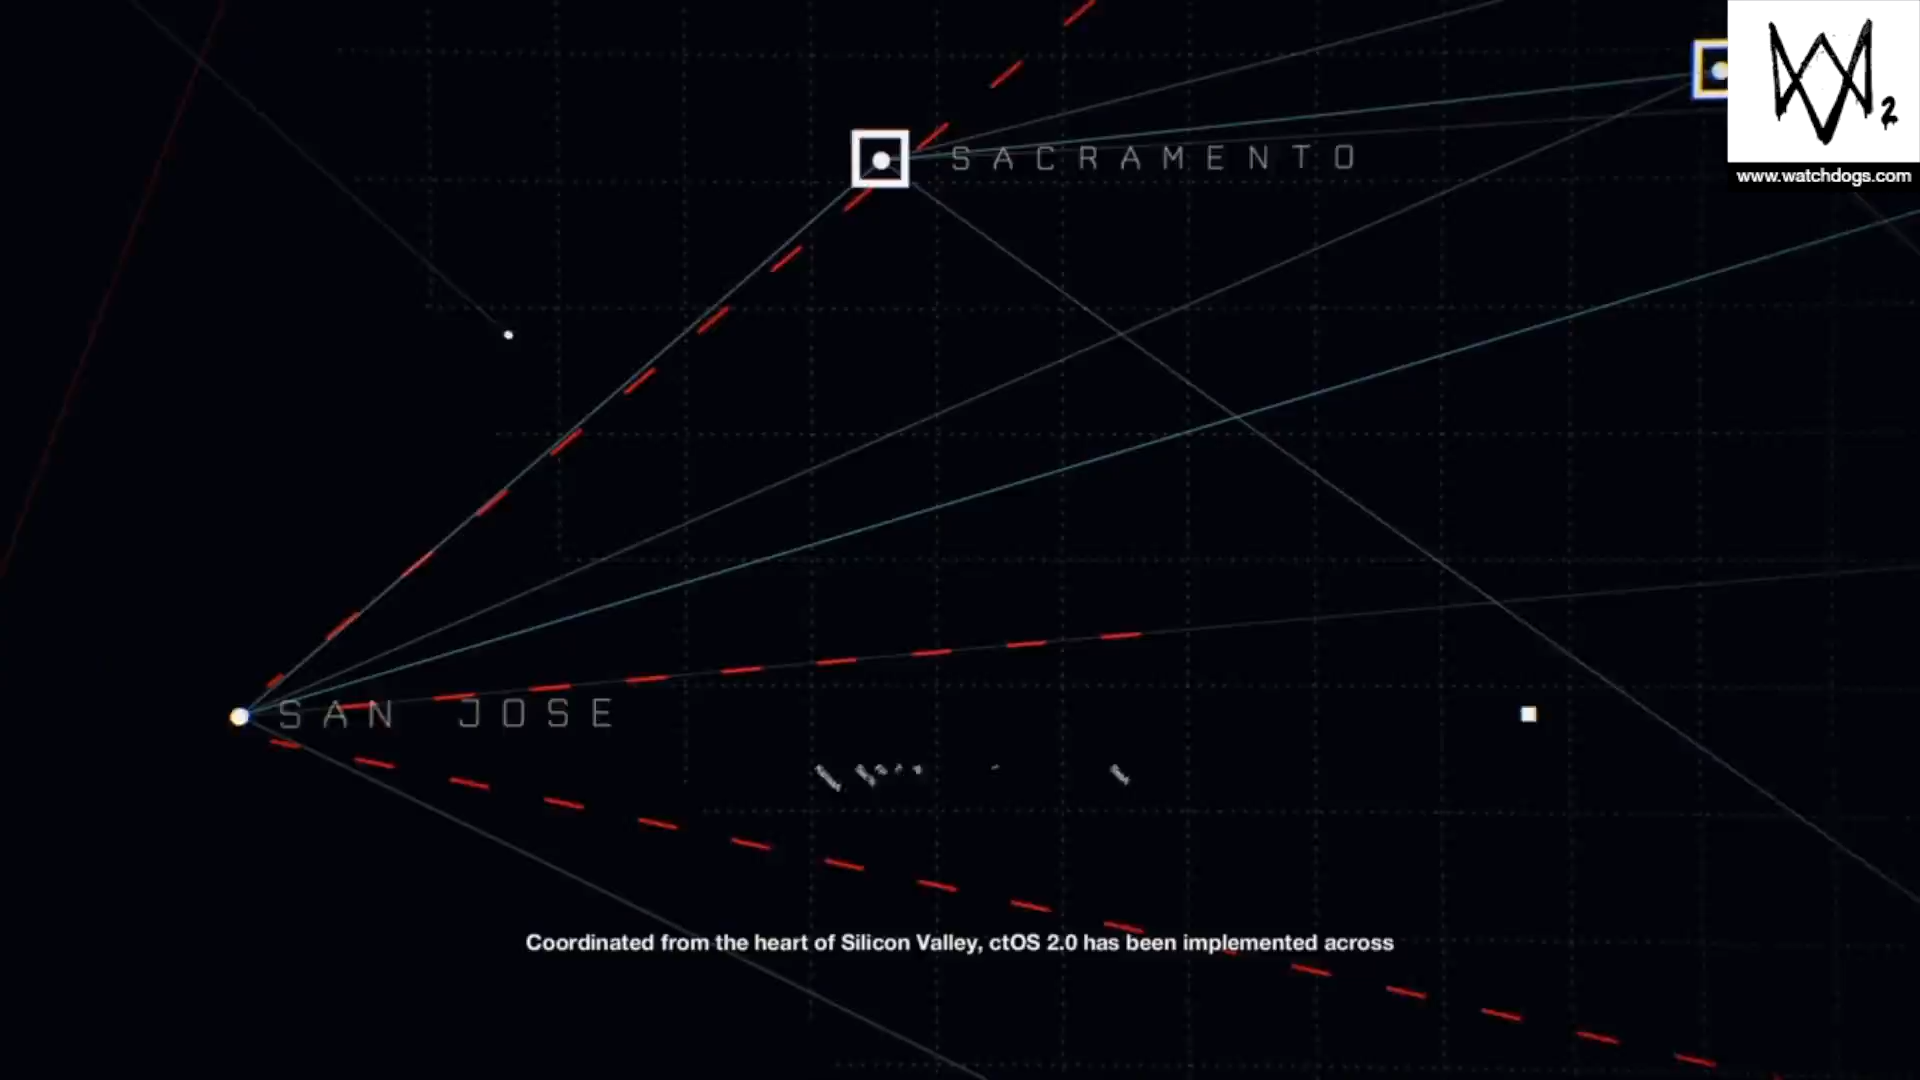 SACRAMENTO
2
www.watchdogs.com
SAN JOSE
Coordinated from the heart of Silicon Valley, ctOS 2.0 has been implemented across